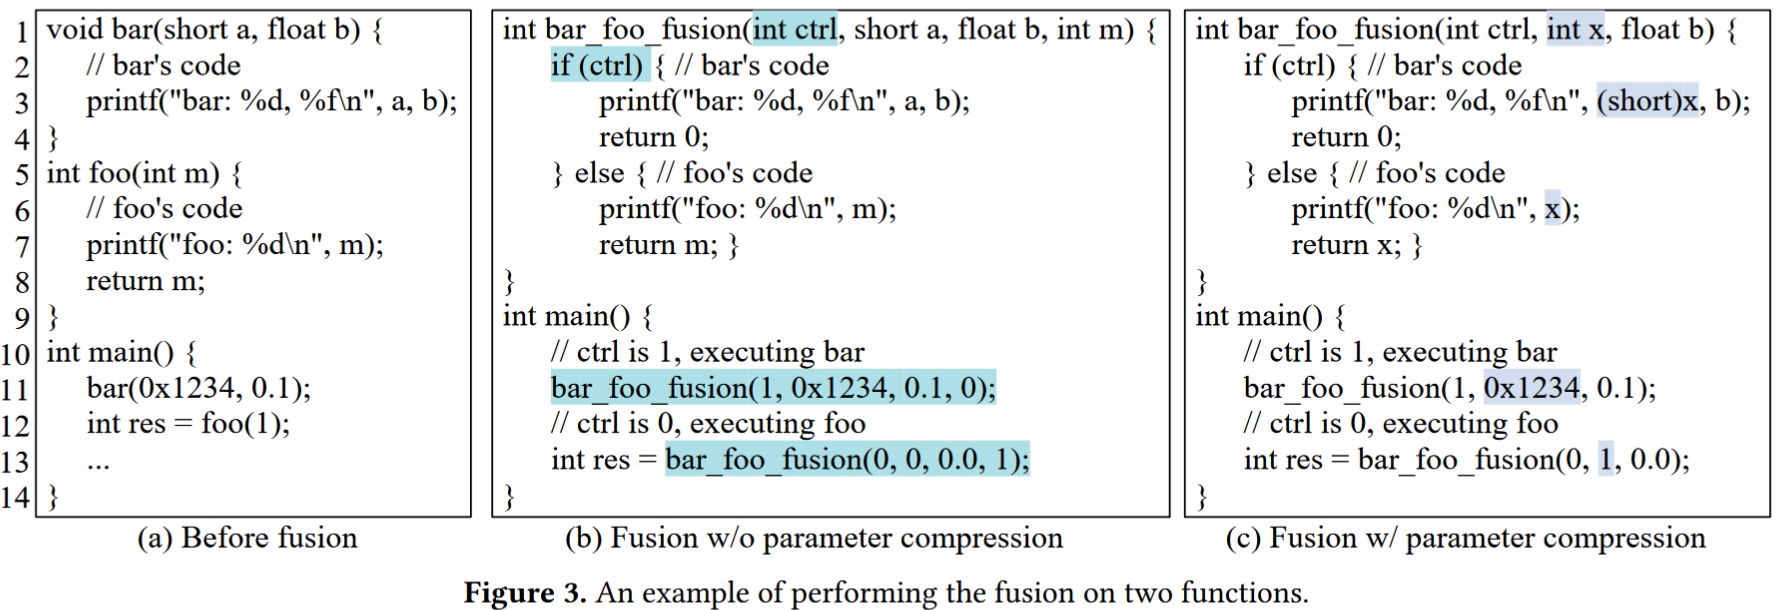 1 void bar(short a, float b) {
2 // bar's code
3 printf("bar: %d, %f\n", a, b);
4 }
5 int foo(int m) {
6 // foo's code
7 printf("foo: %d\n", m);
8 return m;
9 }
10 int main() {
11 bar(0x1234, 0.1);
12 int res = foo(1);
13 ...
14 }
(a) Before fusion
int bar_foo_fusion(int ctrl, short a, float b, int m) {
if (ctrl) { // bar's code
printf("bar: %d, %f\n", a, b);
return 0;
} else { // foo's code
printf("foo: %d\n", m);
return m; }
}
int main() {
// ctrl is 1, executing bar
bar_foo_fusion(1, 0x1234, 0.1, 0);
// ctrl is 0, executing foo
int res = bar_foo_fusion(0, 0, 0.0, 1);
}
(b) Fusion w/o parameter compression
int bar_foo_fusion(int ctrl, int x, float b) {
if (ctrl) { // bar's code
printf("bar: %d, %f\n", (short)x, b);
return 0;
} else { // foo's code
printf("foo: %d\n", x);
return x; }
}
int main() {
// ctrl is 1, executing bar
bar_foo_fusion(1, 0x1234, 0.1);
// ctrl is 0, executing foo
int res = bar_foo_fusion(0, 1, 0.0);
}
(c) Fusion w/ parameter compression
Figure 3. An example of performing the fusion on two functions.